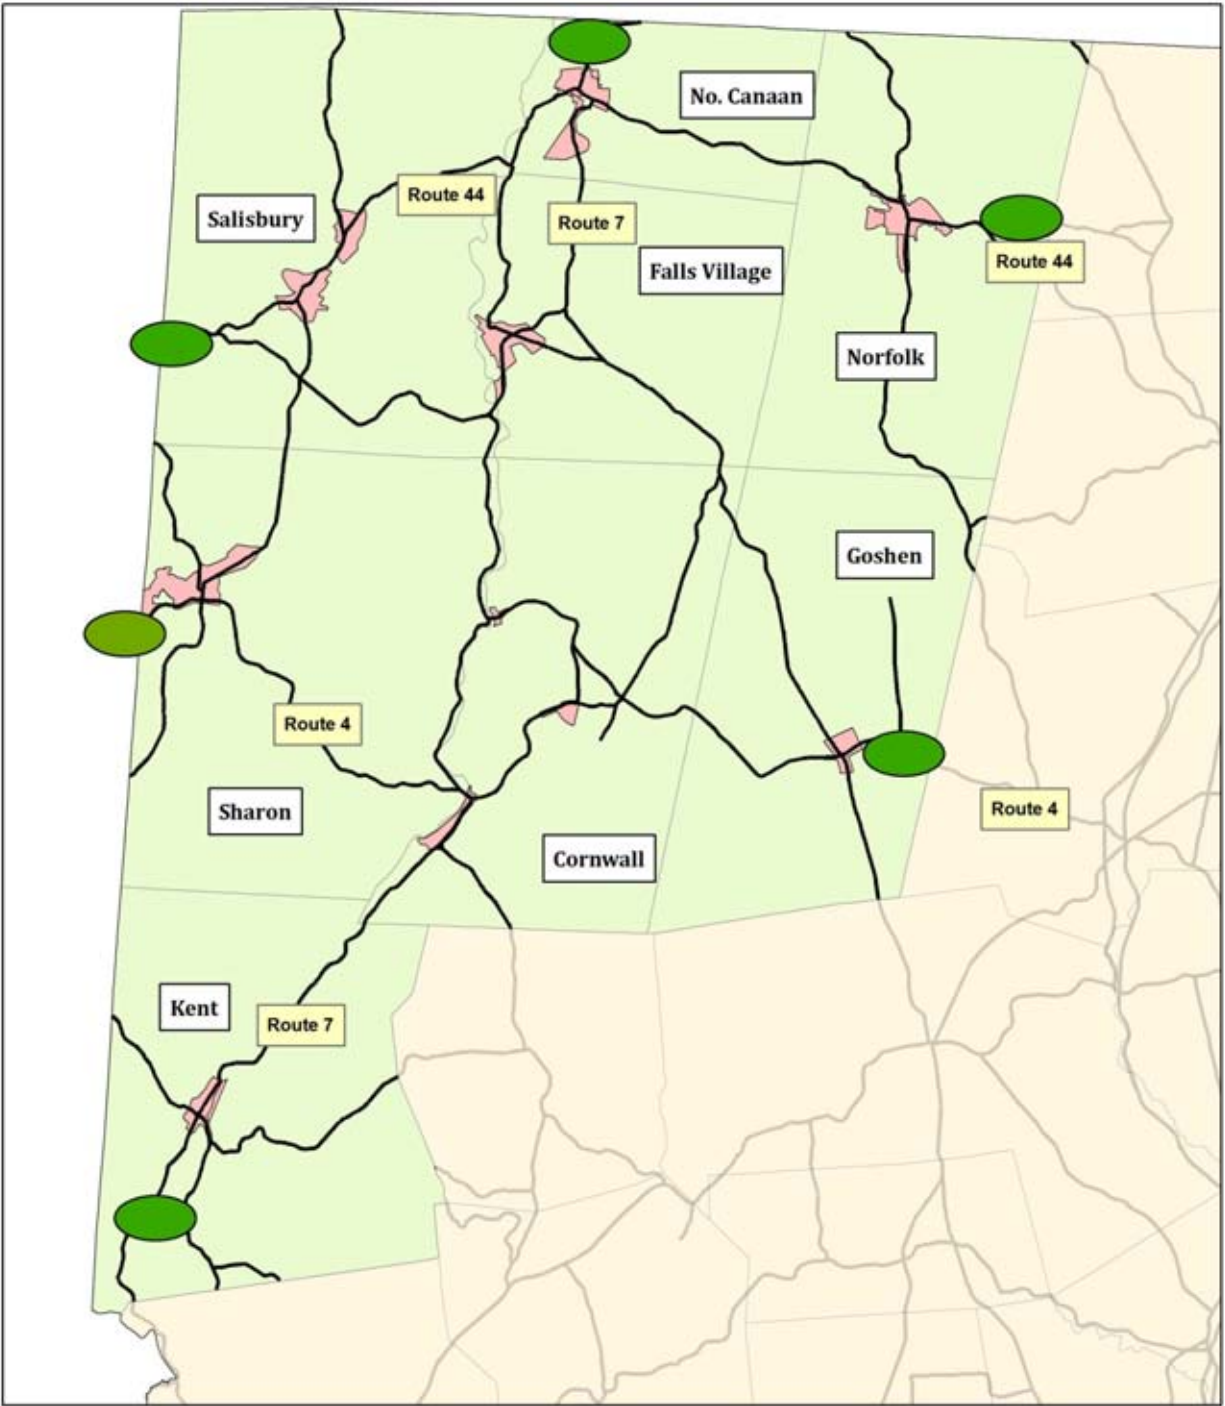 No. Canaan
Route 44
Salisbury
Route 7
Falls Village
Route 44
Norfolk
Goshen
Route 4
Sharon
Route 4
Cornwall
Kent
Route 7